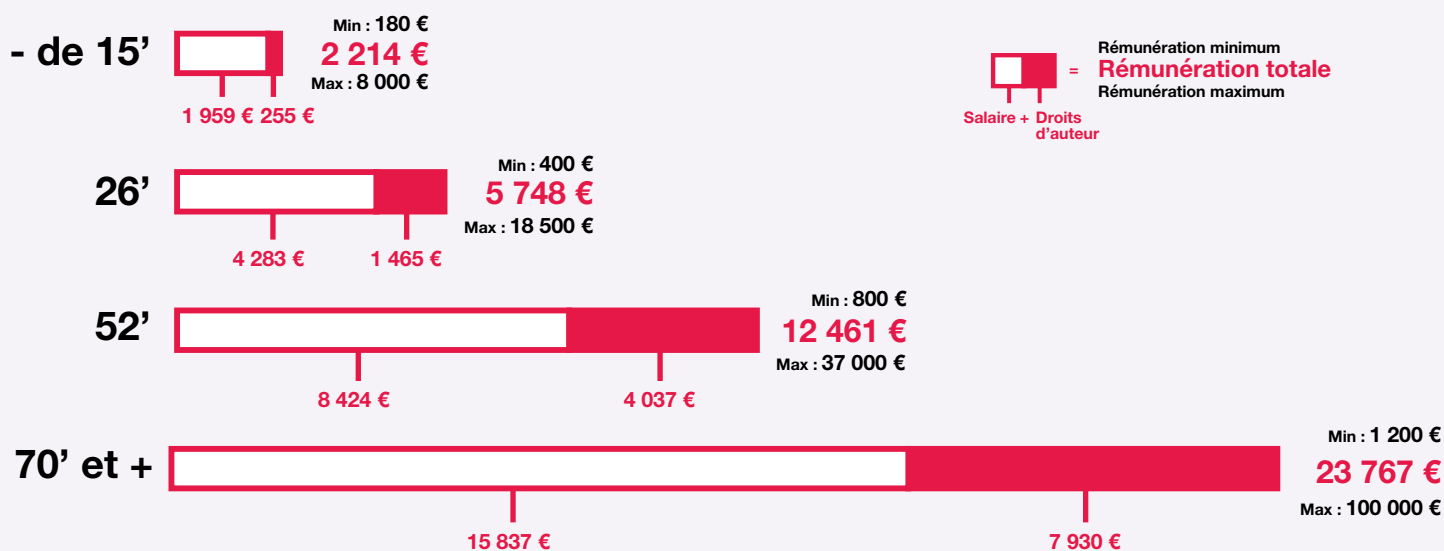 - de 15’
Min : 180 €
2 214 €
Max : 8 000 €
1 959 € 255 €
Rémunération minimum
= Rémunération totale
Rémunération maximum
Salaire + Droits
d’auteur
26’
Min : 400 €
5 748 €
Max : 18 500 €
4 283 € 1 465 €
52’
Min : 800 €
12 461 €
Max : 37 000 €
8 424 € 4 037 €
70’ et +
Min : 1 200 €
23 767 €
Max : 100 000 €
15 837 € 7 930 €